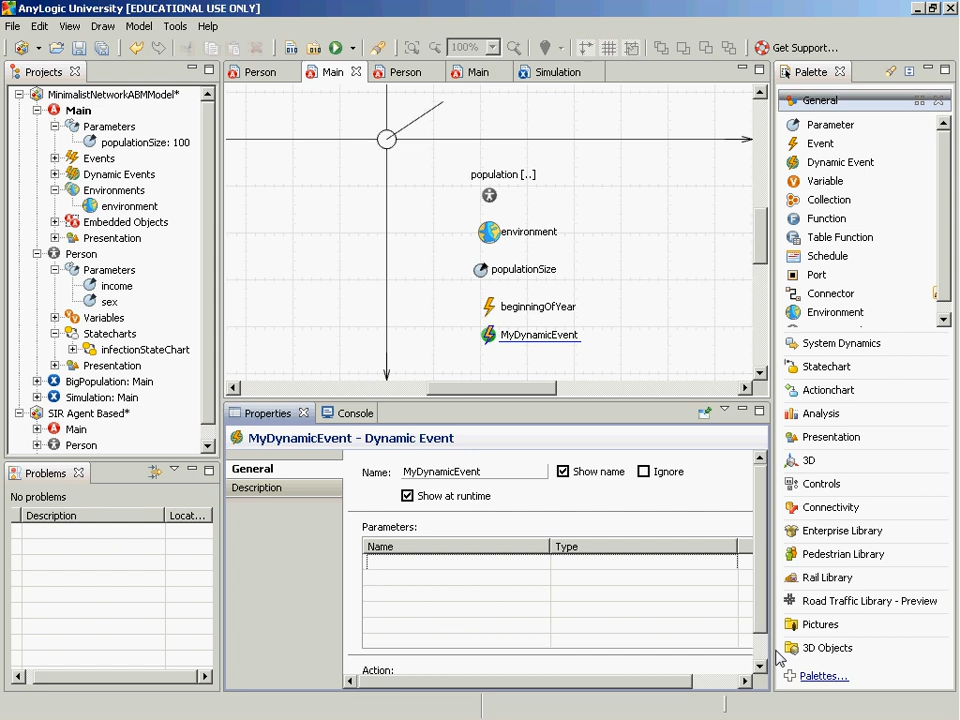 AnyLogic University [EDUCATIONAL USE ONLY]
File Edit View Draw Model Tools Help
100% Get Support...
Projects
MinimalistNetworkABMModel*
Main
Parameters
populationSize: 100
Events
Dynamic Events
Environments
environment
Embedded Objects
Presentation
Person
Parameters
income
sex
Variables
Statecharts
infectionStateChart
Presentation
BigPopulation: Main
Simulation: Main
SIR Agent Based*
Main
Person
Problems
No problems
Description Locat...
Person Main Person Main Simulation
population [..]
environment
populationSize
beginningOfYear
MyDynamicEvent
Properties Console
MyDynamicEvent - Dynamic Event
General
Description
Name: MyDynamicEvent Show name Ignore
Show at runtime
Parameters:
Name Type
Action:
Palette
General
Parameter
Event
Dynamic Event
Variable
Collection
Function
Table Function
Schedule
Port
Connector
Environment
System Dynamics
Statechart
Actionchart
Analysis
Presentation
3D
Controls
Connectivity
Enterprise Library
Pedestrian Library
Rail Library
Road Traffic Library - Preview
Pictures
3D Objects
Palettes...